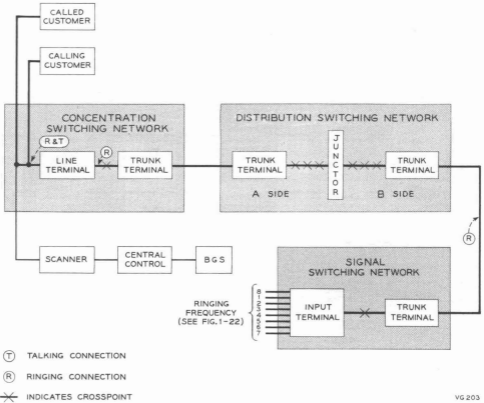 CALLED
CUSTOMER
CALLING
CUSTOMER
CONCENTRATION
SWITCHING NETWORK
R&T
R
LINE
TERMINAL
TRUNK
TERMINAL
DISTRIBUTION SWITCHING NETWORK
TRUNK
TERMINAL
JUNCTOR
TRUNK
TERMINAL
A SIDE
B SIDE
R
SCANNER
CENTRAL
CONTROL
BGS
SIGNAL
SWITCHING NETWORK
RINGING
FREQUENCY
(SEE FIG.1-22)
8
1
2
3
4
5
6
7
INPUT
TERMINAL
TRUNK
TERMINAL
T TALKING CONNECTION
R RINGING CONNECTION
INDICATES CROSSPOINT
VG 203